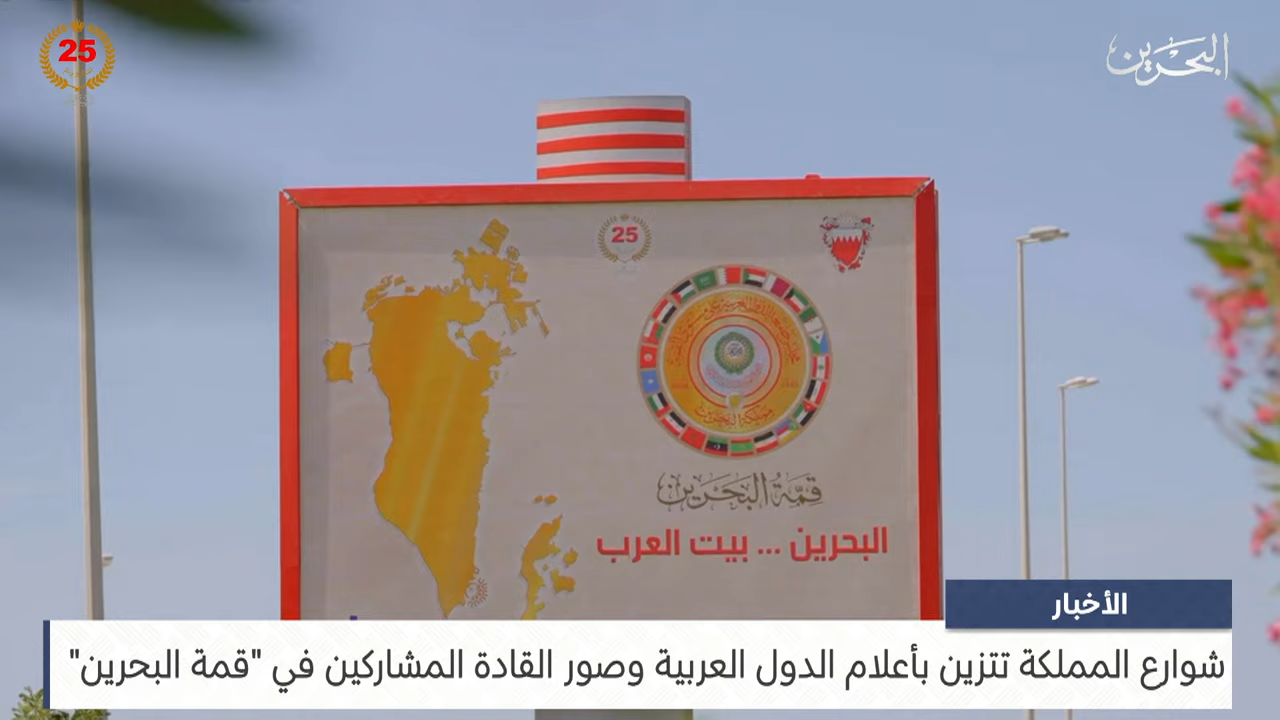 25
البحرين
25
قمة البحرين
البحرين ... بيت العرب
الأخبار
شوارع المملكة تتزين بأعلام الدول العربية وصور القادة المشاركين في "قمة البحرين"